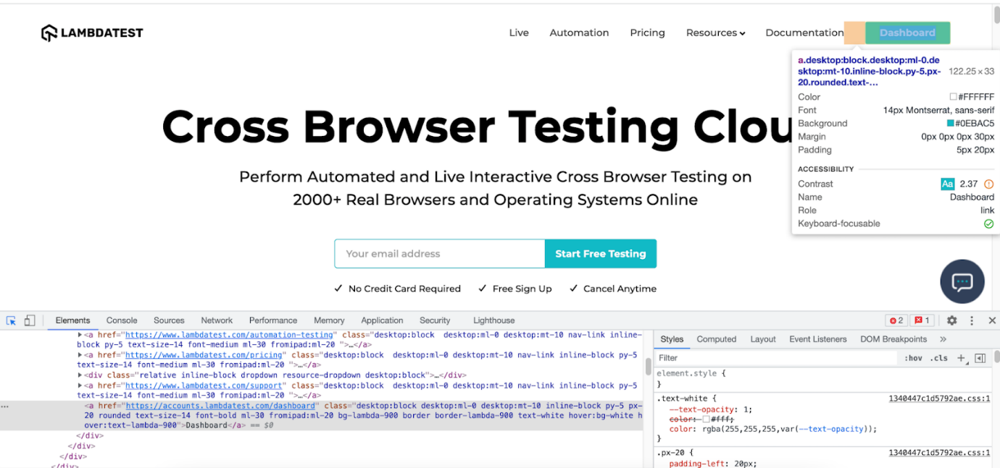 LAMBDATEST
Live Automation Pricing Resources Documentation Dashboard
a.desktop:block.desktop:ml-0.de
sktop:mt-10.inline-block.py-5.px-
20.rounded.text-...
122.25 × 33
Color #FFFFFF
Font 14px Montserrat, sans-serif
Background #0EBAC5
Margin 0px 0px 0px 30px
Padding 5px 20px
ACCESSIBILITY
Contrast Aa 2.37
Name Dashboard
Role link
Keyboard-focusable
Cross Browser Testing Clou
Perform Automated and Live Interactive Cross Browser Testing on
2000+ Real Browsers and Operating Systems Online
Your email address Start Free Testing
No Credit Card Required Free Sign Up Cancel Anytime
Elements Console Sources Network Performance Memory Application Security Lighthouse 2 1
<a href="https://www.lambdatest.com/automation-testing" class="desktop:block  desktop:ml-0 desktop:mt-10 nav-link inline-
block py-5 text-size-14 font-medium ml-30 fromipad:ml-20 ">…</a>
<a href="https://www.lambdatest.com/pricing" class="desktop:block  desktop:ml-0 desktop:mt-10 nav-link inline-block py-5
text-size-14 font-medium ml-30 fromipad:ml-20 ">…</a>
<div class="relative inline-block dropdown resource-dropdown desktop:block">…</div>
<a href="https://www.lambdatest.com/support" class="desktop:block  desktop:ml-0 desktop:mt-10 nav-link inline-block py-5
text-size-14 font-medium ml-30 fromipad:ml-20 ">…</a>
<a href="https://accounts.lambdatest.com/dashboard" class="desktop:block desktop:ml-0 desktop:mt-10 inline-block py-5 px-
20 rounded text-size-14 font-bold ml-30 fromipad:ml-20 bg-lambda-900 border border-lambda-900 text-white hover:bg-white h
over:text-lambda-900">Dashboard</a> == $0
</div>
</div>
</div>
</div>
Styles Computed Layout Event Listeners DOM Breakpoints »
Filter :hov .cls +
element.style {
}
.text-white { 1340447c1d5792ae.css:1
--text-opacity: 1;
color: #fff;
color: rgba(255,255,255,var(--text-opacity));
}
.px-20 { 1340447c1d5792ae.css:1
padding-left: 20px;